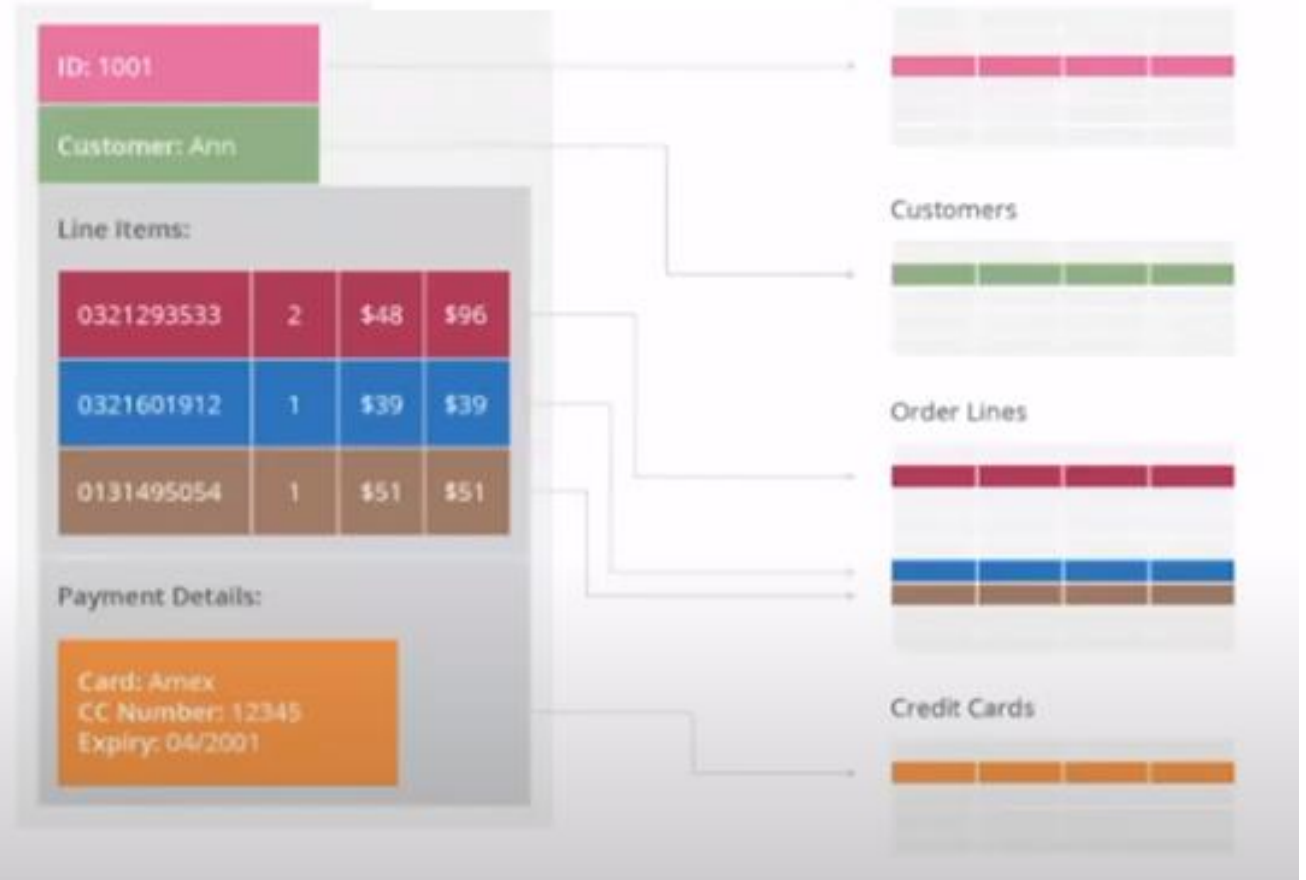 ID: 1001
Customer: Ann
Line Items:
0321293533 2 $48 $96
0321601912 1 $39 $39
0131495054 1 $51 $51
Payment Details:
Card: Amex
CC Number: 12345
Expiry: 04/2001
Customers
Order Lines
Credit Cards